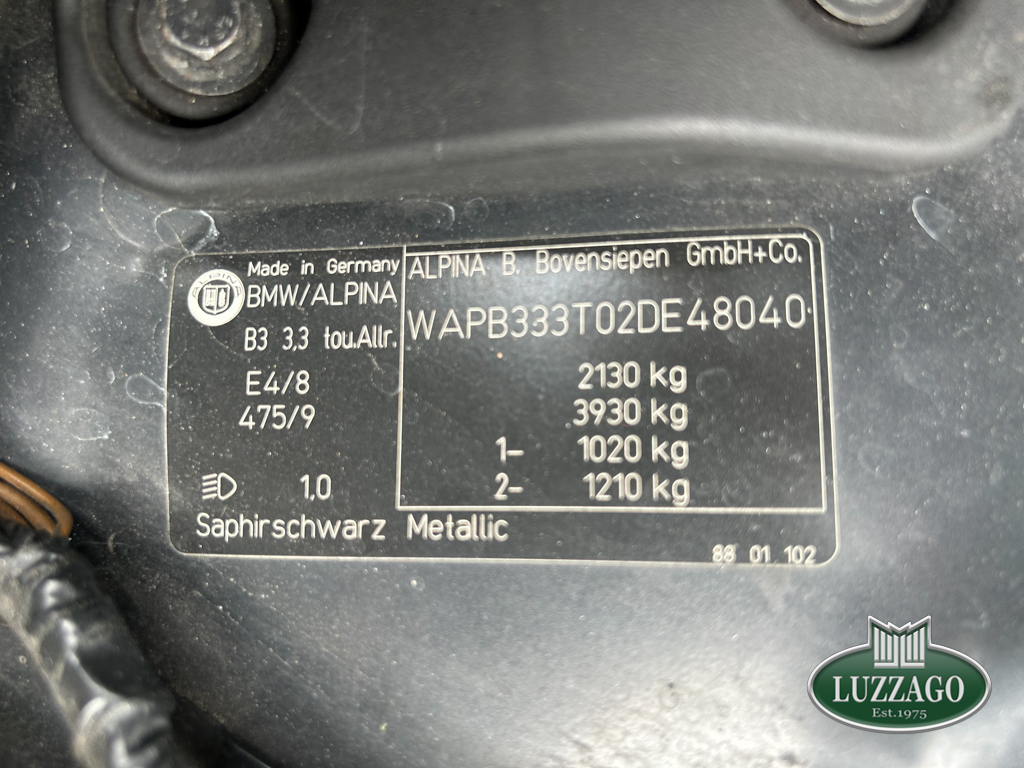 Made in Germany
BMW/ALPINA
B3 3,3 tou.Allr.
E4/8
475/9
1.0
Saphirschwarz Metallic
ALPINA B. Bovensiepen GmbH+Co.
WAPB333T02DE48040
2130 kg
3930 kg
1- 1020 kg
2- 1210 kg
88 01 102
ALPINA
LUZZAGO
Est.1975